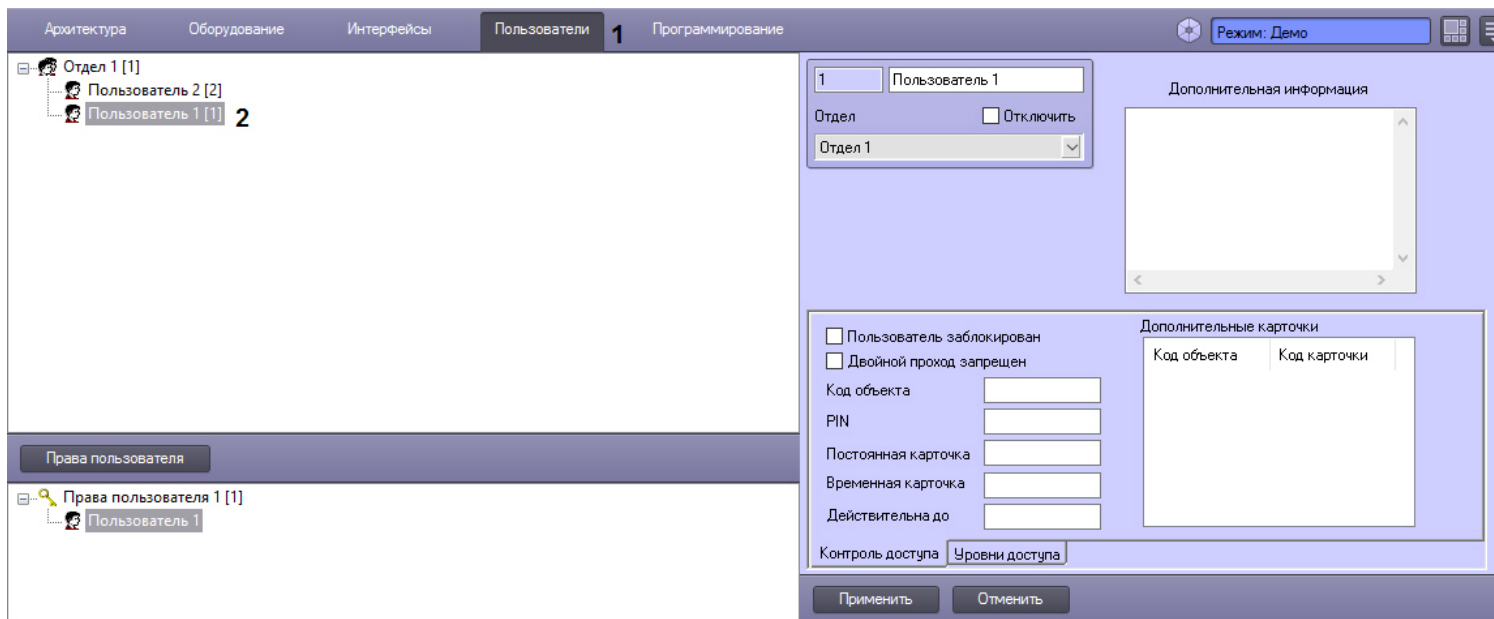 Архитектура Оборудование Интерфейсы Пользователи 1 Программирование Режим: Демо
Отдел 1 [1]
Пользователь 2 [2]
Пользователь 1 [1] 2
1 Пользователь 1
Отдел Отключить
Отдел 1
Дополнительная информация
Пользователь заблокирован
Двойной проход запрещен
Код объекта
PIN
Постоянная карточка
Временная карточка
Действительна до
Дополнительные карточки
Код объекта Код карточки
Контроль доступа Уровни доступа
Права пользователя
Права пользователя 1 [1]
Пользователь 1
Применить Отменить